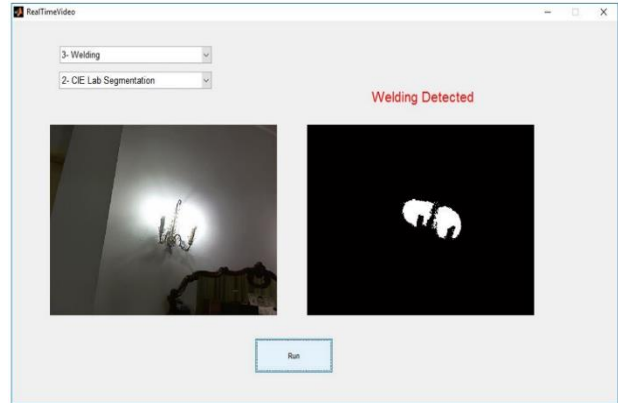 RealTimeVideo
3- Welding
2- CIE Lab Segmentation
Welding Detected
Run